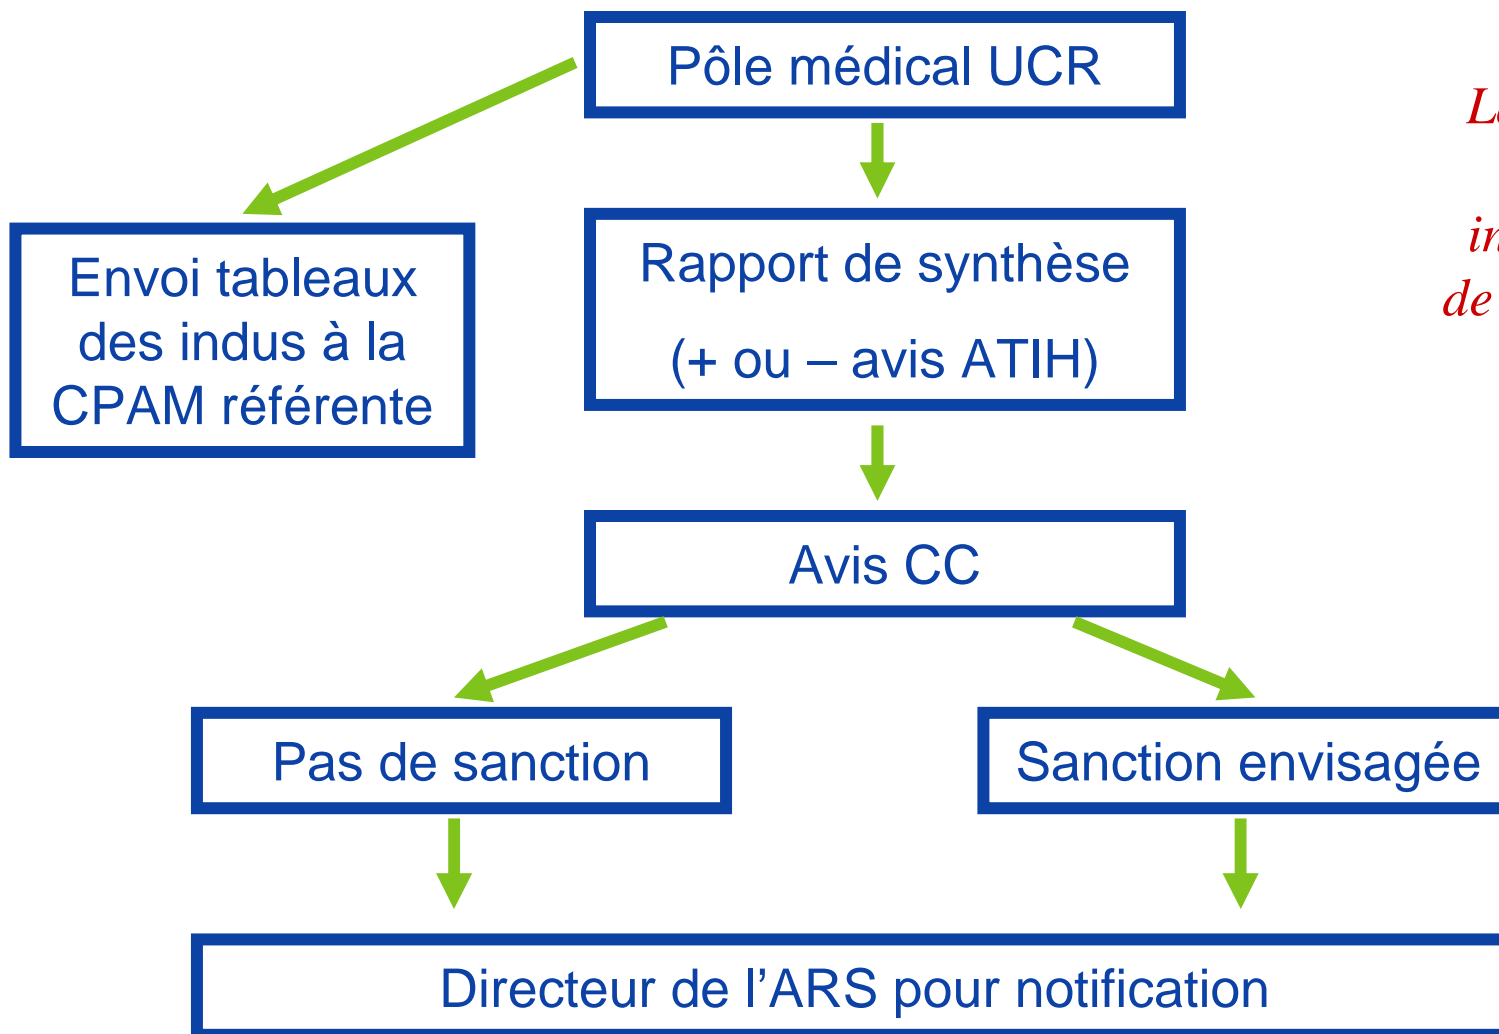 Pôle médical UCR
Envoi tableaux
des indus à la
CPAM référente
Rapport de synthèse
(+ ou – avis ATIH)
de
Avis CC
Pas de sanction
Sanction envisagée
Directeur de l’ARS pour notification